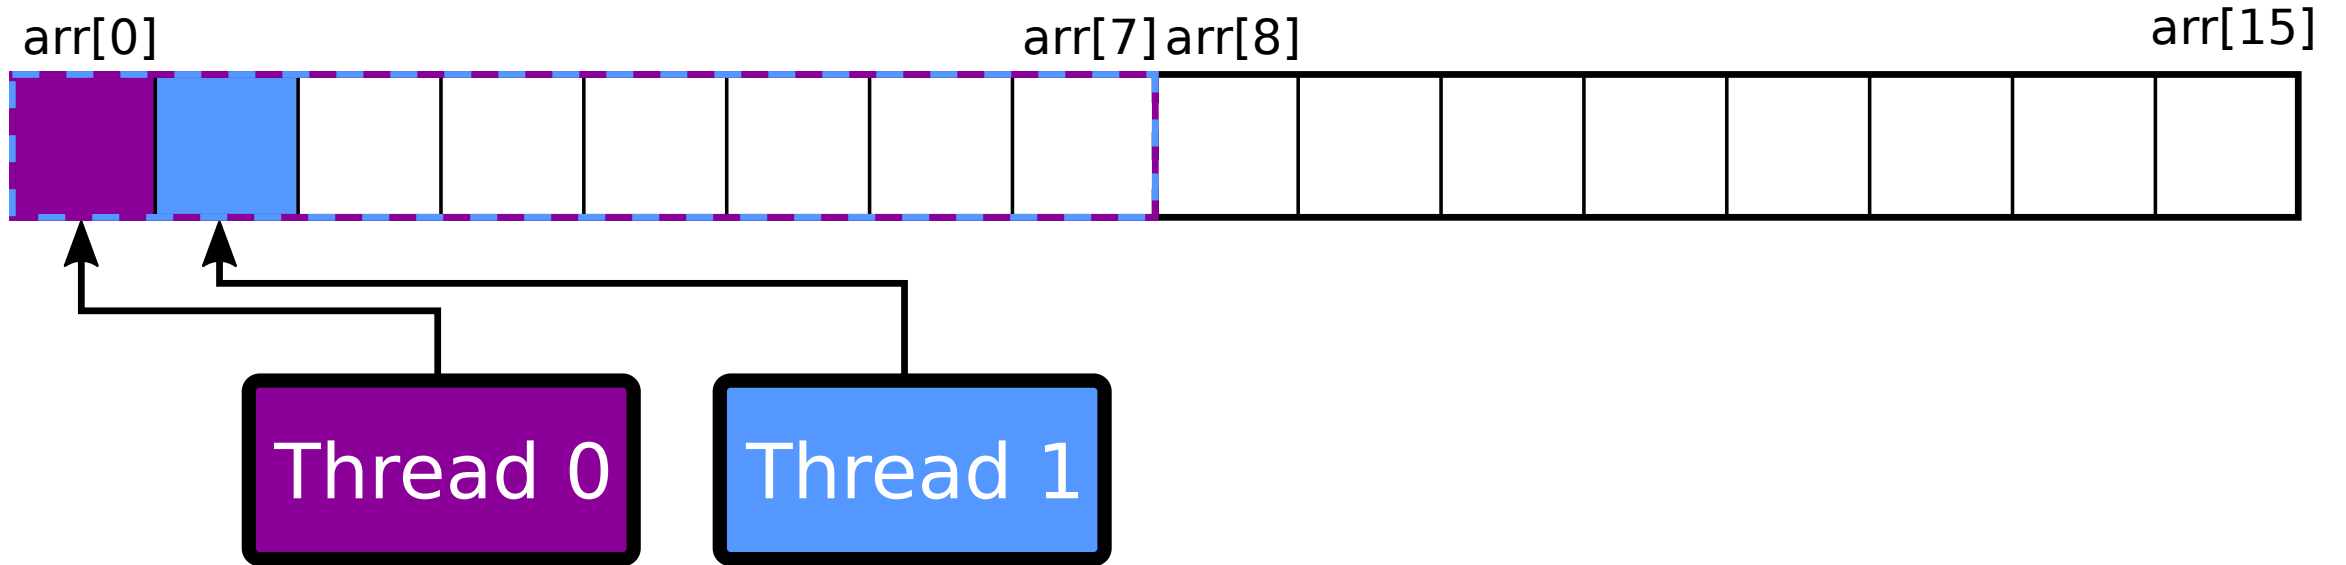 arr[0] arr[7] arr[8] arr[15]
Thread 0 Thread 1